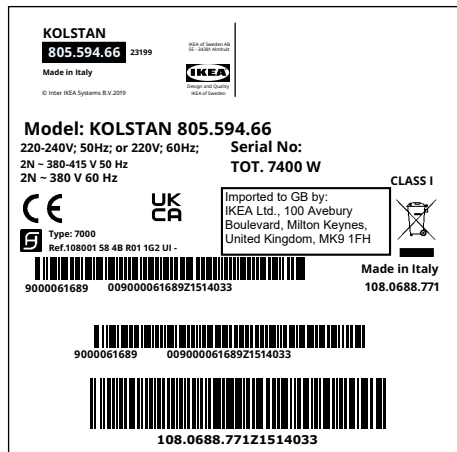 KOLSTAN
805.594.66 23199
Made in Italy
© Inter IKEA Systems B.V.2019
IKEA of Sweden AB
SE - 34381 Älmhult
IKEA
Design and Quality
IKEA of Sweden
Model: KOLSTAN 805.594.66
220-240V; 50Hz; or 220V; 60Hz;
2N ~ 380-415 V 50 Hz
2N ~ 380 V 60 Hz
Serial No:
TOT. 7400 W
CLASS I
CE
UK
CA
Imported to GB by:
IKEA Ltd., 100 Avebury
Boulevard, Milton Keynes,
United Kingdom, MK9 1FH
Type: 7000
Ref.108001 58 4B R01 1G2 UI -
9000061689 009000061689Z1514033
Made in Italy
108.0688.771
9000061689 009000061689Z1514033
108.0688.771Z1514033